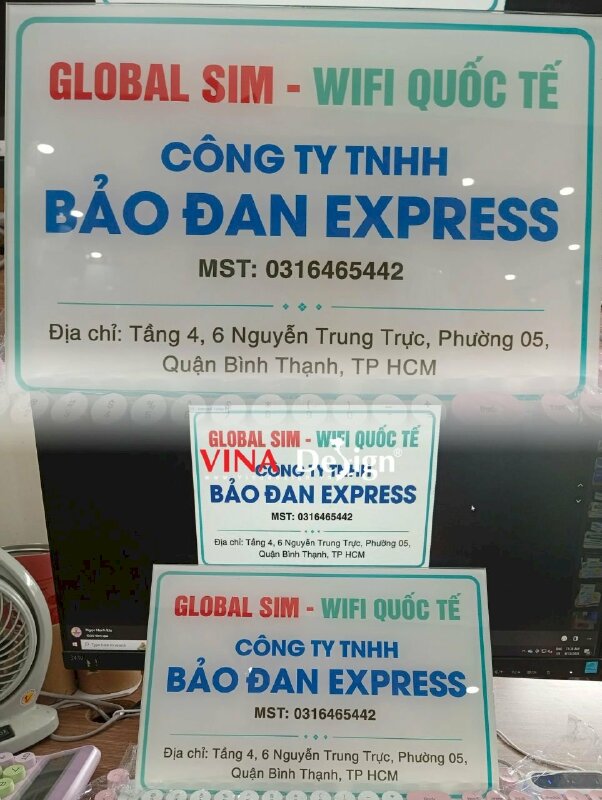 GLOBAL SIM - WIFI QUỐC TẾ
CÔNG TY TNHH
BẢO ĐAN EXPRESS
MST: 0316465442
Địa chỉ: Tầng 4, 6 Nguyễn Trung Trực, Phường 05,
Quận Bình Thạnh, TP HCM
GLOBAL SIM - WIFI QUỐC TẾ
VINA Design®
CÔNG TY TNHH
BẢO ĐAN EXPRESS
MST: 0316465442
Địa chỉ: Tầng 4, 6 Nguyễn Trung Trực, Phường 05,
Quận Bình Thạnh, TP HCM
GLOBAL SIM - WIFI QUỐC TẾ
CÔNG TY TNHH
BẢO ĐAN EXPRESS
MST: 0316465442
Địa chỉ: Tầng 4, 6 Nguyễn Trung Trực, Phường 05,
Quận Bình Thạnh, TP HCM